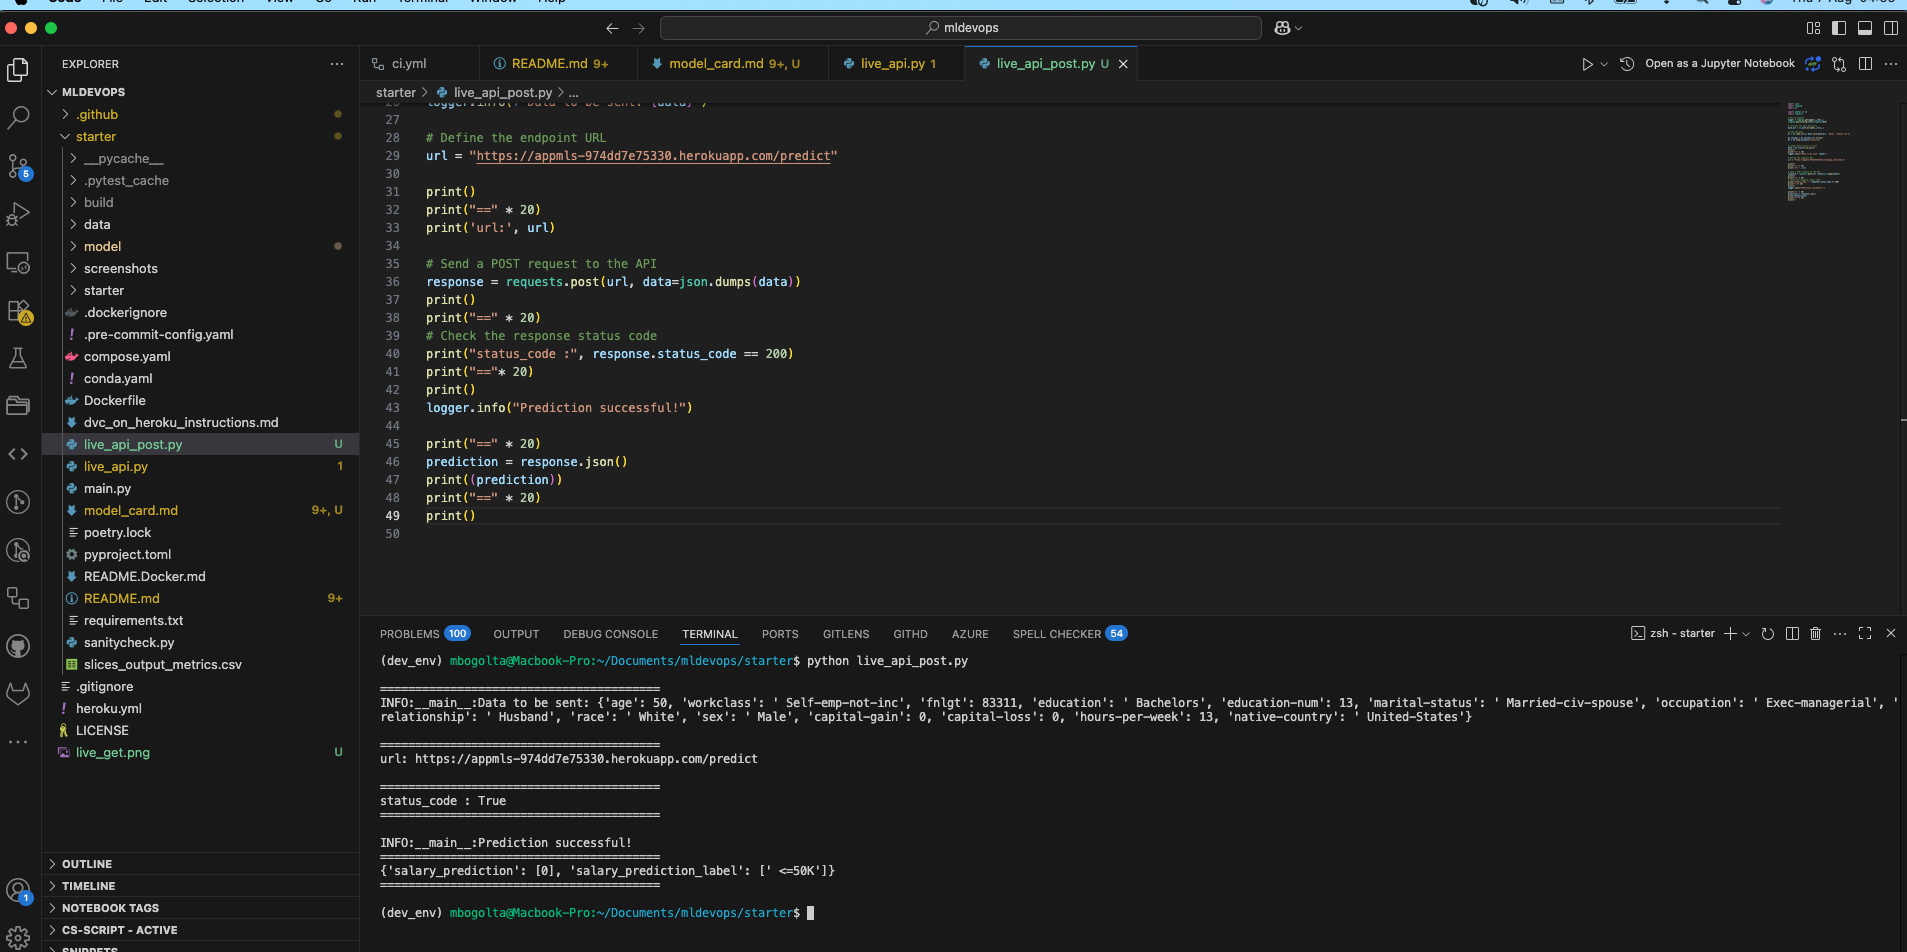 mldevops
EXPLORER
MLDEVOPS
.github
starter
__pycache__
.pytest_cache
build
data
model
screenshots
starter
.dockerignore
.pre-commit-config.yaml
compose.yaml
conda.yaml
Dockerfile
dvc_on_heroku_instructions.md
live_api_post.py U
live_api.py 1
main.py
model_card.md 9+, U
poetry.lock
pyproject.toml
README.Docker.md
README.md 9+
requirements.txt
sanitycheck.py
slices_output_metrics.csv
.gitignore
heroku.yml
LICENSE
live_get.png U
OUTLINE
TIMELINE
NOTEBOOK TAGS
CS-SCRIPT - ACTIVE
SNIPPETS
5
1
ci.yml
README.md 9+
model_card.md 9+, U
live_api.py 1
live_api_post.py U
Open as a Jupyter Notebook
starter > live_api_post.py > ...
27
28 # Define the endpoint URL
29 url = "https://appmls-974dd7e75330.herokuapp.com/predict"
30
31 print()
32 print("==" * 20)
33 print('url:', url)
34
35 # Send a POST request to the API
36 response = requests.post(url, data=json.dumps(data))
37 print()
38 print("==" * 20)
39 # Check the response status code
40 print("status_code :", response.status_code == 200)
41 print("=="* 20)
42 print()
43 logger.info("Prediction successful!")
44
45 print("==" * 20)
46 prediction = response.json()
47 print((prediction))
48 print("==" * 20)
49 print()
50
PROBLEMS 100 OUTPUT DEBUG CONSOLE TERMINAL PORTS GITLENS GITHD AZURE SPELL CHECKER 54
zsh - starter
(dev_env) mbogolta@Macbook-Pro:~/Documents/mldevops/starter$ python live_api_post.py
========================================
INFO:__main__:Data to be sent: {'age': 50, 'workclass': ' Self-emp-not-inc', 'fnlgt': 83311, 'education': ' Bachelors', 'education-num': 13, 'marital-status': ' Married-civ-spouse', 'occupation': ' Exec-managerial', '
relationship': ' Husband', 'race': ' White', 'sex': ' Male', 'capital-gain': 0, 'capital-loss': 0, 'hours-per-week': 13, 'native-country': ' United-States'}
========================================
url: https://appmls-974dd7e75330.herokuapp.com/predict
========================================
status_code : True
========================================
INFO:__main__:Prediction successful!
========================================
{'salary_prediction': [0], 'salary_prediction_label': [' <=50K']}
========================================
(dev_env) mbogolta@Macbook-Pro:~/Documents/mldevops/starter$